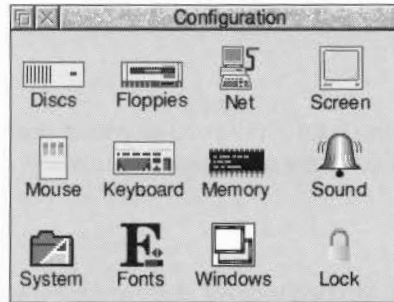 Configuration
Discs Floppies Net Screen
Mouse Keyboard Memory Sound
System Fonts Windows Lock